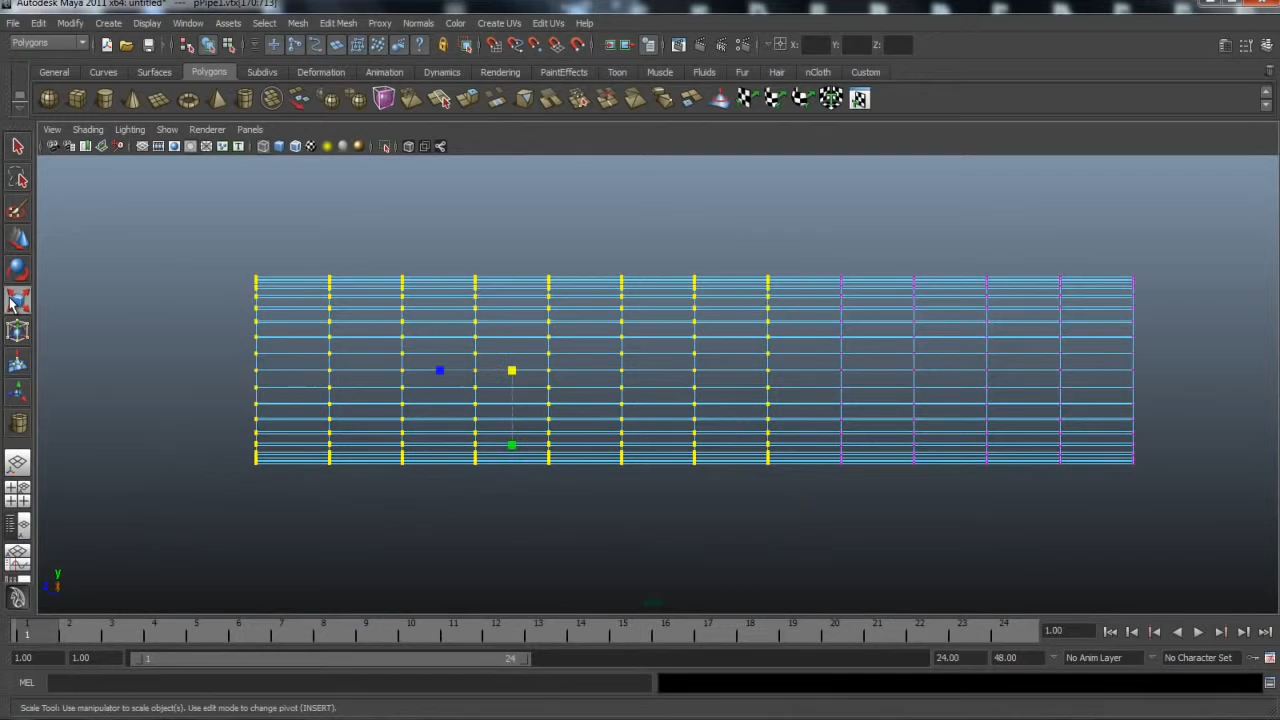 Autodesk Maya 2011 x64: untitled* --- pPipe1.vtx[170:713]
File Edit Modify Create Display Window Assets Select Mesh Edit Mesh Proxy Normals Color Create UVs Edit UVs Help
Polygons X: Y: Z:
General Curves Surfaces Polygons Subdivs Deformation Animation Dynamics Rendering PaintEffects Toon Muscle Fluids Fur Hair nCloth Custom
View Shading Lighting Show Renderer Panels
y
1 2 3 4 5 6 7 8 9 10 11 12 13 14 15 16 17 18 19 20 21 22 23 24
1 1.00
1.00 1.00 1 24 24.00 48.00 No Anim Layer No Character Set
MEL
Scale Tool: Use manipulator to scale object(s). Use edit mode to change pivot (INSERT).